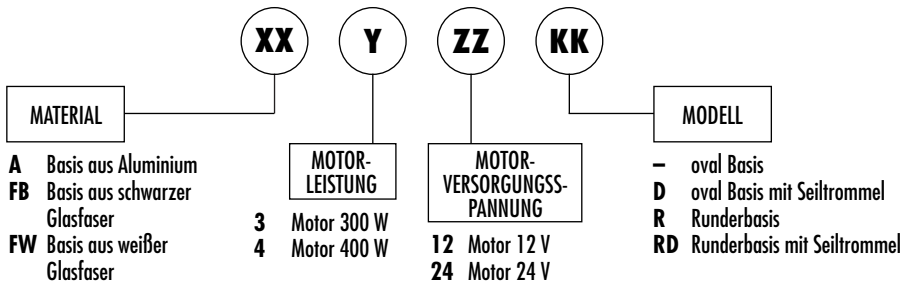 XX Y ZZ KK
MATERIAL
A Basis aus Aluminium
FB Basis aus schwarzer
Glasfaser
FW Basis aus weißer
Glasfaser
MOTOR-
LEISTUNG
3 Motor 300 W
4 Motor 400 W
MOTOR-
VERSORGUNGSS-
PANNUNG
12 Motor 12 V
24 Motor 24 V
MODELL
– oval Basis
D oval Basis mit Seiltrommel
R Runderbasis
RD Runderbasis mit Seiltrommel